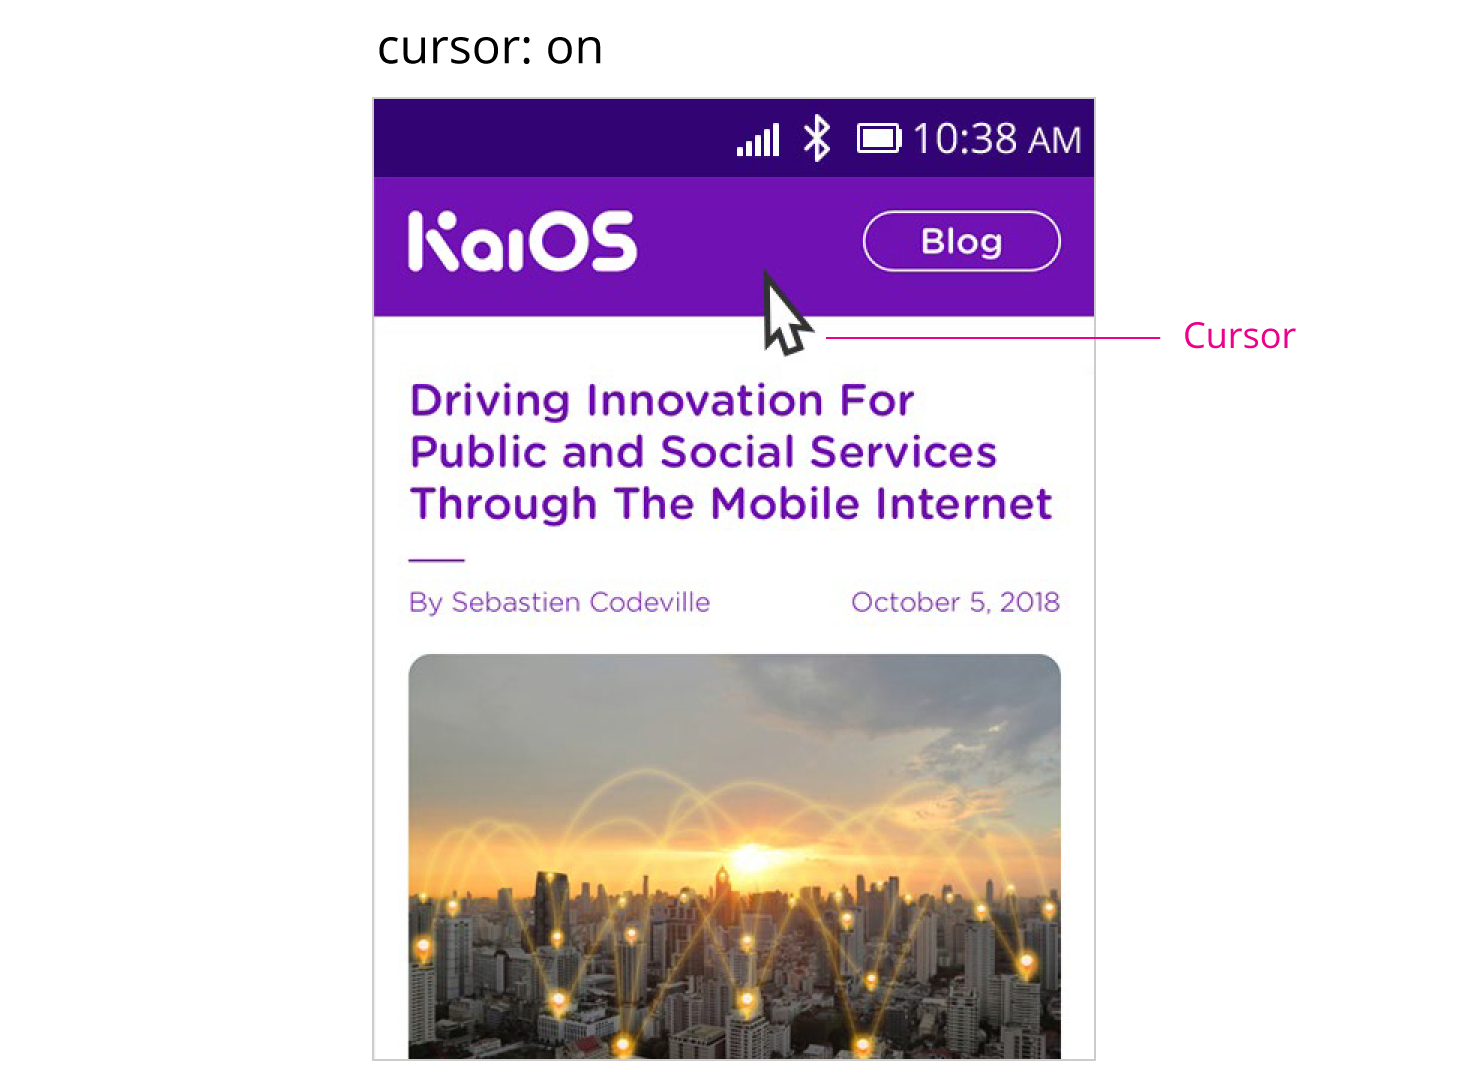 cursor: on
10:38 AM
KaiOS
Blog
Cursor
Driving Innovation For
Public and Social Services
Through The Mobile Internet
By Sebastien Codeville
October 5, 2018